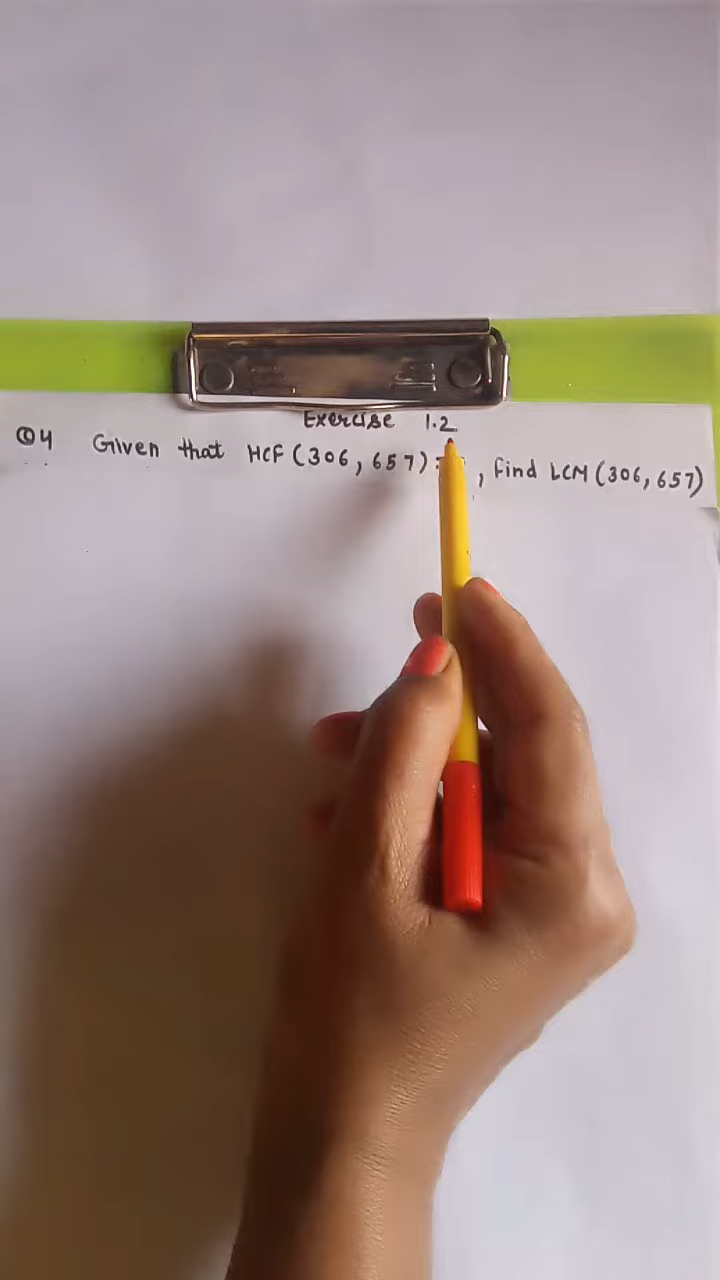 Exercise 1.2
Q4 Given that HCF (306, 657) = , find LCM (306, 657)